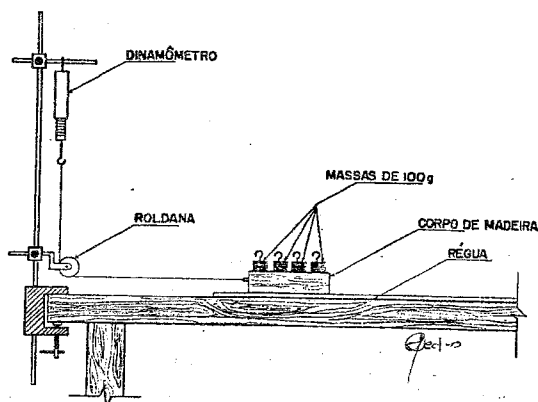 DINAMÔMETRO
MASSAS DE 100g
ROLDANA
CORPO DE MADEIRA
RÉGUA